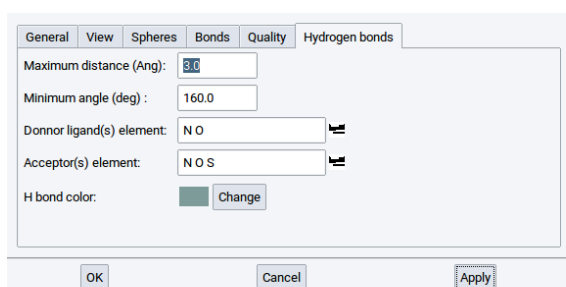 General View Spheres Bonds Quality Hydrogen bonds
Maximum distance (Ang): 3.0
Minimum angle (deg) : 160.0
Donnor ligand(s) element: N O
Acceptor(s) element: N O S
H bond color: Change
OK Cancel Apply